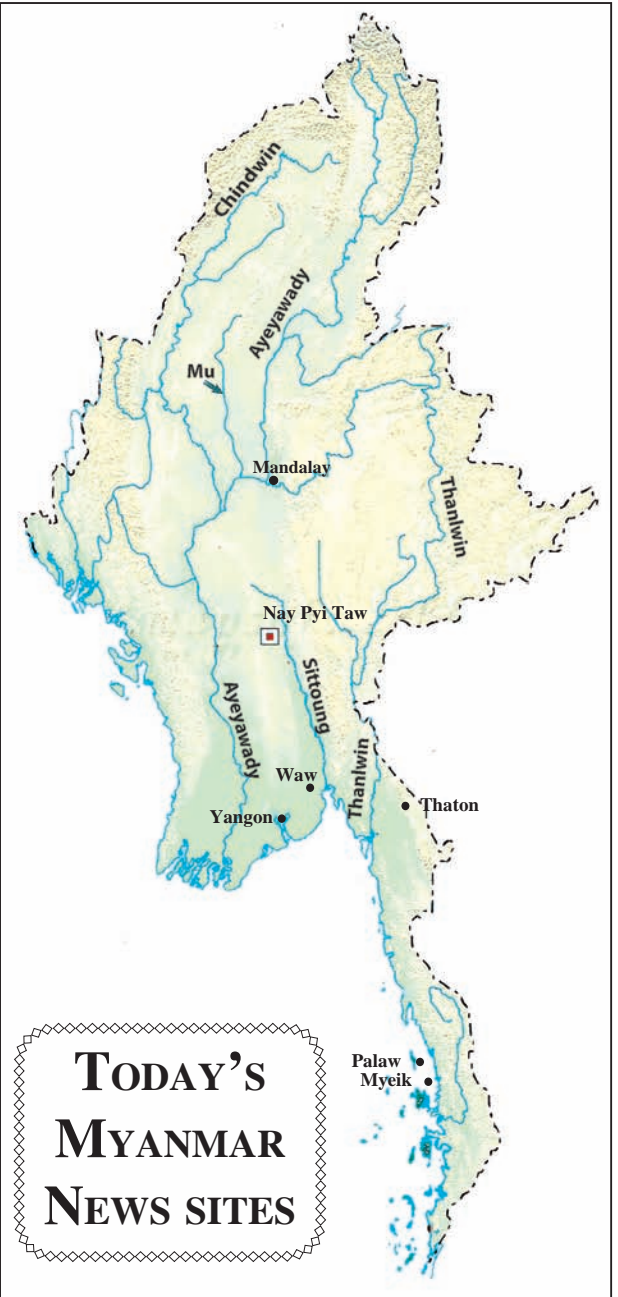 Chindwin
Ayeyawady
Mu
Mandalay
Thanlwin
Nay Pyi Taw
Sittoung
Ayeyawady
Waw
Thanlwin
Thaton
Yangon
Palaw
Myeik
TODAY'S
MYANMAR
NEWS SITES